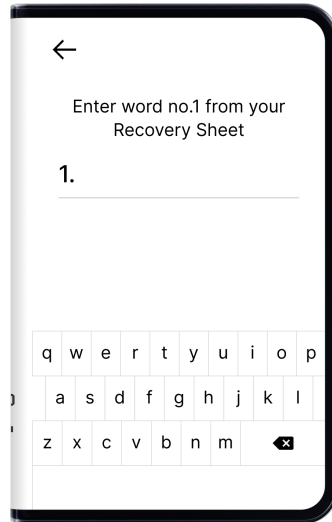 Enter word no.1 from your
Recovery Sheet
1.
q w e r t y u i o p
a s d f g h j k l
z x c v b n m